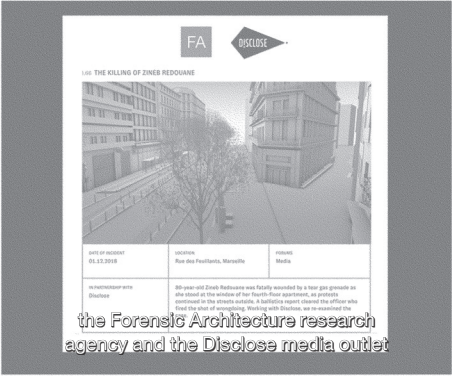 FA
DISCLOSE
THE KILLING OF ZINEB REDOUANE
DATE OF INCIDENT
01.12.2018
LOCATION
Rue des Feuillants, Marseille
FORUMS
Media
IN PARTNERSHIP WITH
Disclose
80-year-old Zineb Redouane was fatally wounded by a tear gas grenade as
she stood at the window of her fourth-floor apartment, as protests
continued in the streets outside. A ballistics report cleared the officer who
fired the shot of wrongdoing. Working with Disclose, we re-examined the
the Forensic Architecture research
agency and the Disclose media outlet